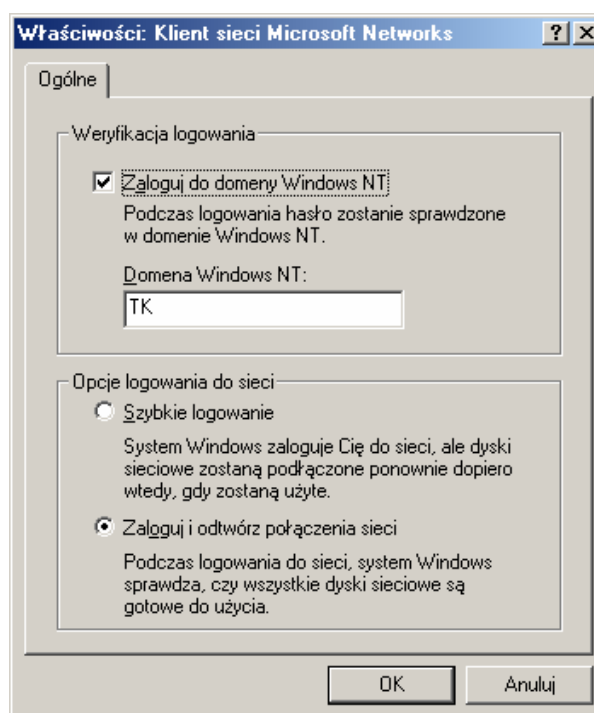 Właściwości: Klient sieci Microsoft Networks
Ogólne
Weryfikacja logowania
Zaloguj do domeny Windows NT
Podczas logowania hasło zostanie sprawdzone
w domenie Windows NT.
Domena Windows NT:
TK
Opcje logowania do sieci
Szybkie logowanie
System Windows zaloguje Cię do sieci, ale dyski
sieciowe zostaną podłączone ponownie dopiero
wtedy, gdy zostaną użyte.
Zaloguj i odtwórz połączenia sieci
Podczas logowania do sieci, system Windows
sprawdza, czy wszystkie dyski sieciowe są
gotowe do użycia.
OK
Anuluj